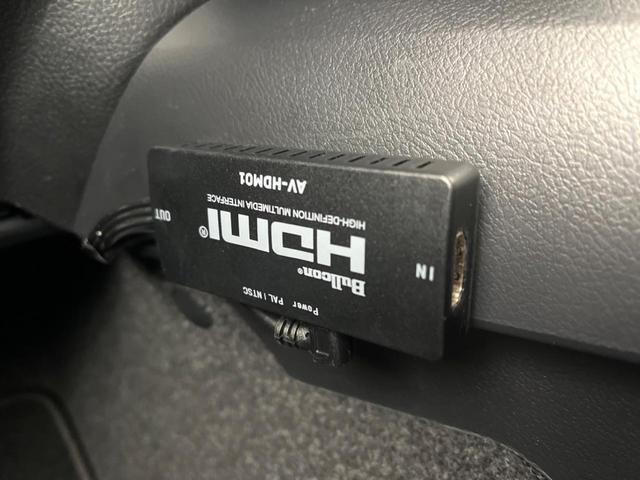 Power PAL|NTSC
Bullcon®
IN
HDMI®
OUT
HIGH-DEFINITION MULTIMEDIA INTERFACE
AV-HDM01